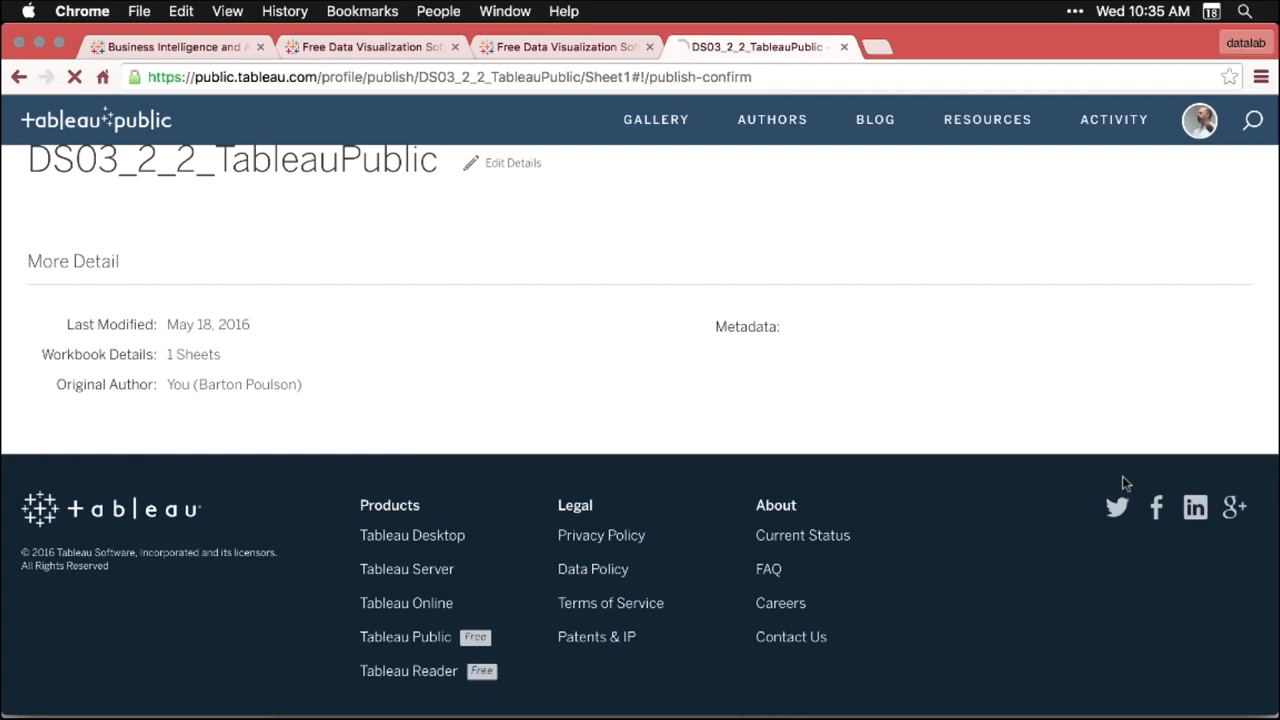 Chrome File Edit View History Bookmarks People Window Help ••• Wed 10:35 AM 18
Business Intelligence and A Free Data Visualization Sof Free Data Visualization Sof DS03_2_2_TableauPublic - datalab
https://public.tableau.com/profile/publish/DS03_2_2_TableauPublic/Sheet1#!/publish-confirm
tableau public GALLERY AUTHORS BLOG RESOURCES ACTIVITY
DS03_2_2_TableauPublic Edit Details
More Detail
Last Modified: May 18, 2016 Metadata:
Workbook Details: 1 Sheets
Original Author: You (Barton Poulson)
tableau Products Legal About
Tableau Desktop Privacy Policy Current Status
© 2016 Tableau Software, Incorporated and its licensors.
All Rights Reserved
Tableau Server Data Policy FAQ
Tableau Online Terms of Service Careers
Tableau Public Free Patents & IP Contact Us
Tableau Reader Free